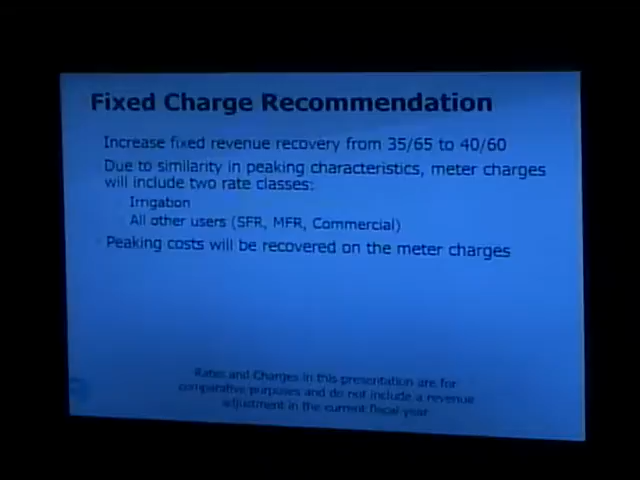 Fixed Charge Recommendation
Increase fixed revenue recovery from 35/65 to 40/60
Due to similarity in peaking characteristics, meter charges
will include two rate classes:
Irrigation
All other users (SFR, MFR, Commercial)
Peaking costs will be recovered on the meter charges
Rates and Charges in this presentation are for
comparative purposes and do not include a revenue
adjustment in the current fiscal year